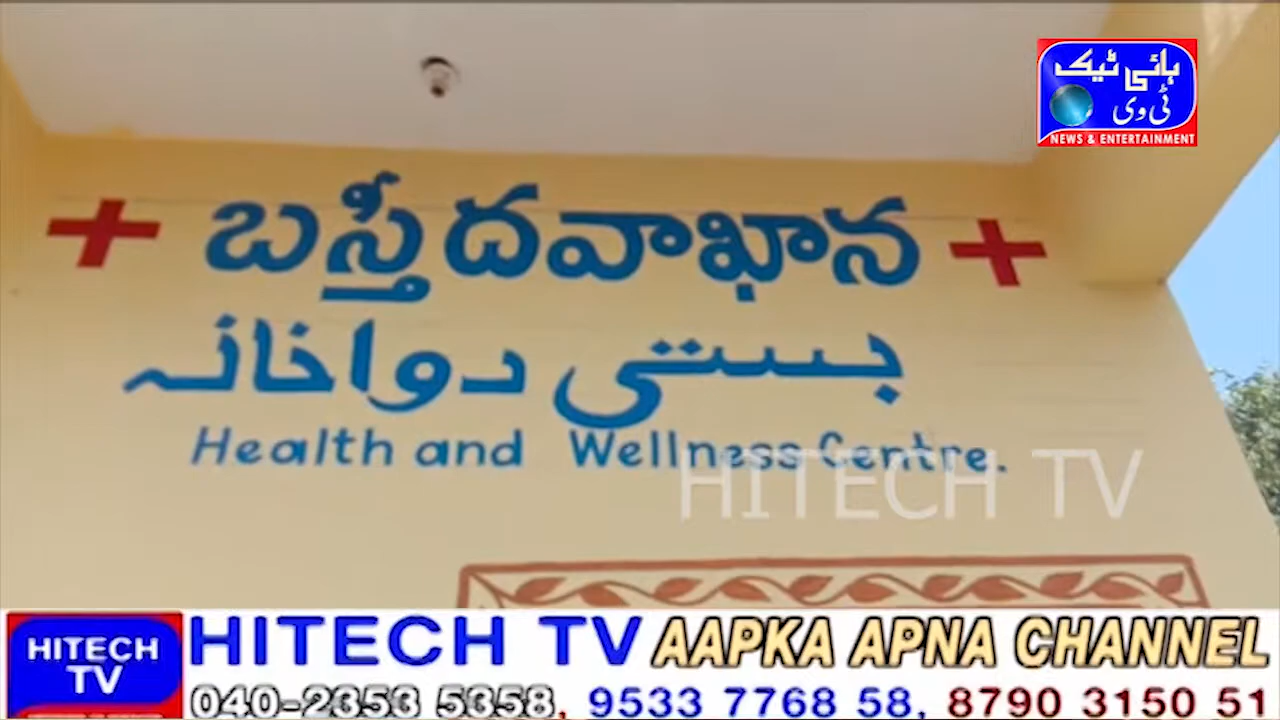 ہائی ٹیک
ٹی وی
NEWS & ENTERTAINMENT
బస్తీదవాఖాన
بستی دواخانہ
Health and Wellness Centre.
HITECH TV
HITECH TV
HITECH TV AAPKA APNA CHANNEL
040-2353 5358, 9533 7768 58, 8790 3150 51